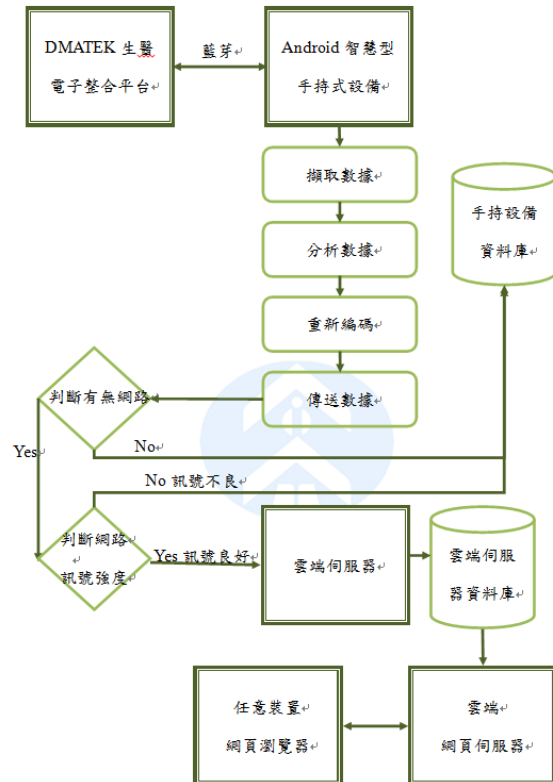 DMATEK 生醫
電子整合平台
藍芽
Android 智慧型
手持式設備
擷取數據
手持設備
資料庫
分析數據
重新編碼
傳送數據
判斷有無網路
Yes
No
No 訊號不良
判斷網路
訊號強度
Yes 訊號良好
雲端伺服器
雲端伺服
器資料庫
任意裝置
網頁瀏覽器
雲端
網頁伺服器